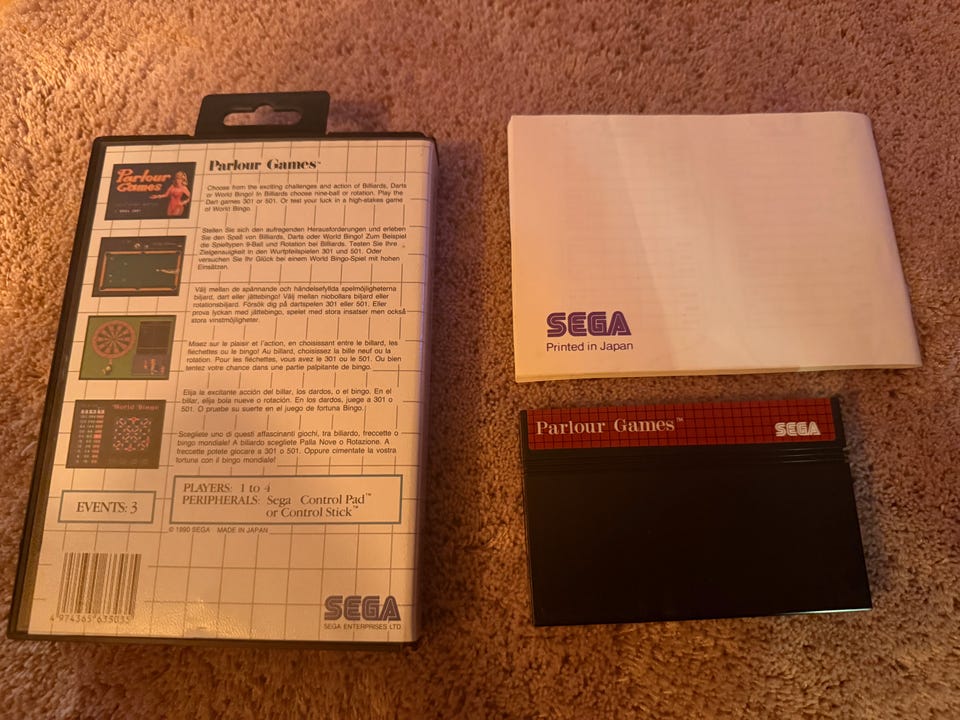 Parlour Games™
Choose from the exciting challenges and action of Billiards, Darts
or World Bingo! In Billiards choose nine-ball or rotation. Play the
Dart games 301 or 501. Or test your luck in a high-stakes game
of World Bingo.
Stellen Sie sich den aufregenden Herausforderungen und erleben
Sie den Spaß von Billiards, Darts oder World Bingo! Zum Beispiel
die Spieltypen 9-Ball und Rotation bei Billiards. Testen Sie Ihre
Zielgenauigkeit in den Wurfpfeilspielen 301 und 501. Oder
versuchen Sie Ihr Glück bei einem World Bingo-Spiel mit hohen
Einsätzen.
Välj mellan de spännande och händelsefyllda spelmöjligheterna
biljard, dart eller jättebingo! Välj mellan niobollars biljard eller
rotationsbiljard. Försök dig på dartspelen 301 eller 501. Eller
prova lyckan med jättebingo, spelet med stora insatser men också
stora vinstmöjligheter.
Misez sur le plaisir et l'action, en choisissant entre le billard, les
fléchettes ou le bingo! Au billard, choisissez la bille neuf ou la
rotation. Pour les fléchettes, vous avez le 301 ou le 501. Ou bien
tentez votre chance dans une partie palpitante de bingo.
Elija la excitante acción del billar, los dardos, o el bingo. En el
billar, elija bola nueve o rotación. En los dardos, juege a 301 o
501. O pruebe su suerte en el juego de fortuna Bingo.
Scegliete uno di questi affascinanti giochi, tra biliardo, freccette o
bingo mondiale! A biliardo scegliete Palla Nove o Rotazione. A
freccette potete giocare a 301 o 501. Oppure cimentate la vostra
fortuna con il bingo mondiale!
Parlour
Games
World Bingo
EVENTS: 3
PLAYERS: 1 to 4
PERIPHERALS: Sega Control Pad™
or Control Stick™
© 1990 SEGA MADE IN JAPAN
4 974365 635035
SEGA
SEGA ENTERPRISES LTD.
SEGA
Printed in Japan
Parlour Games™
SEGA